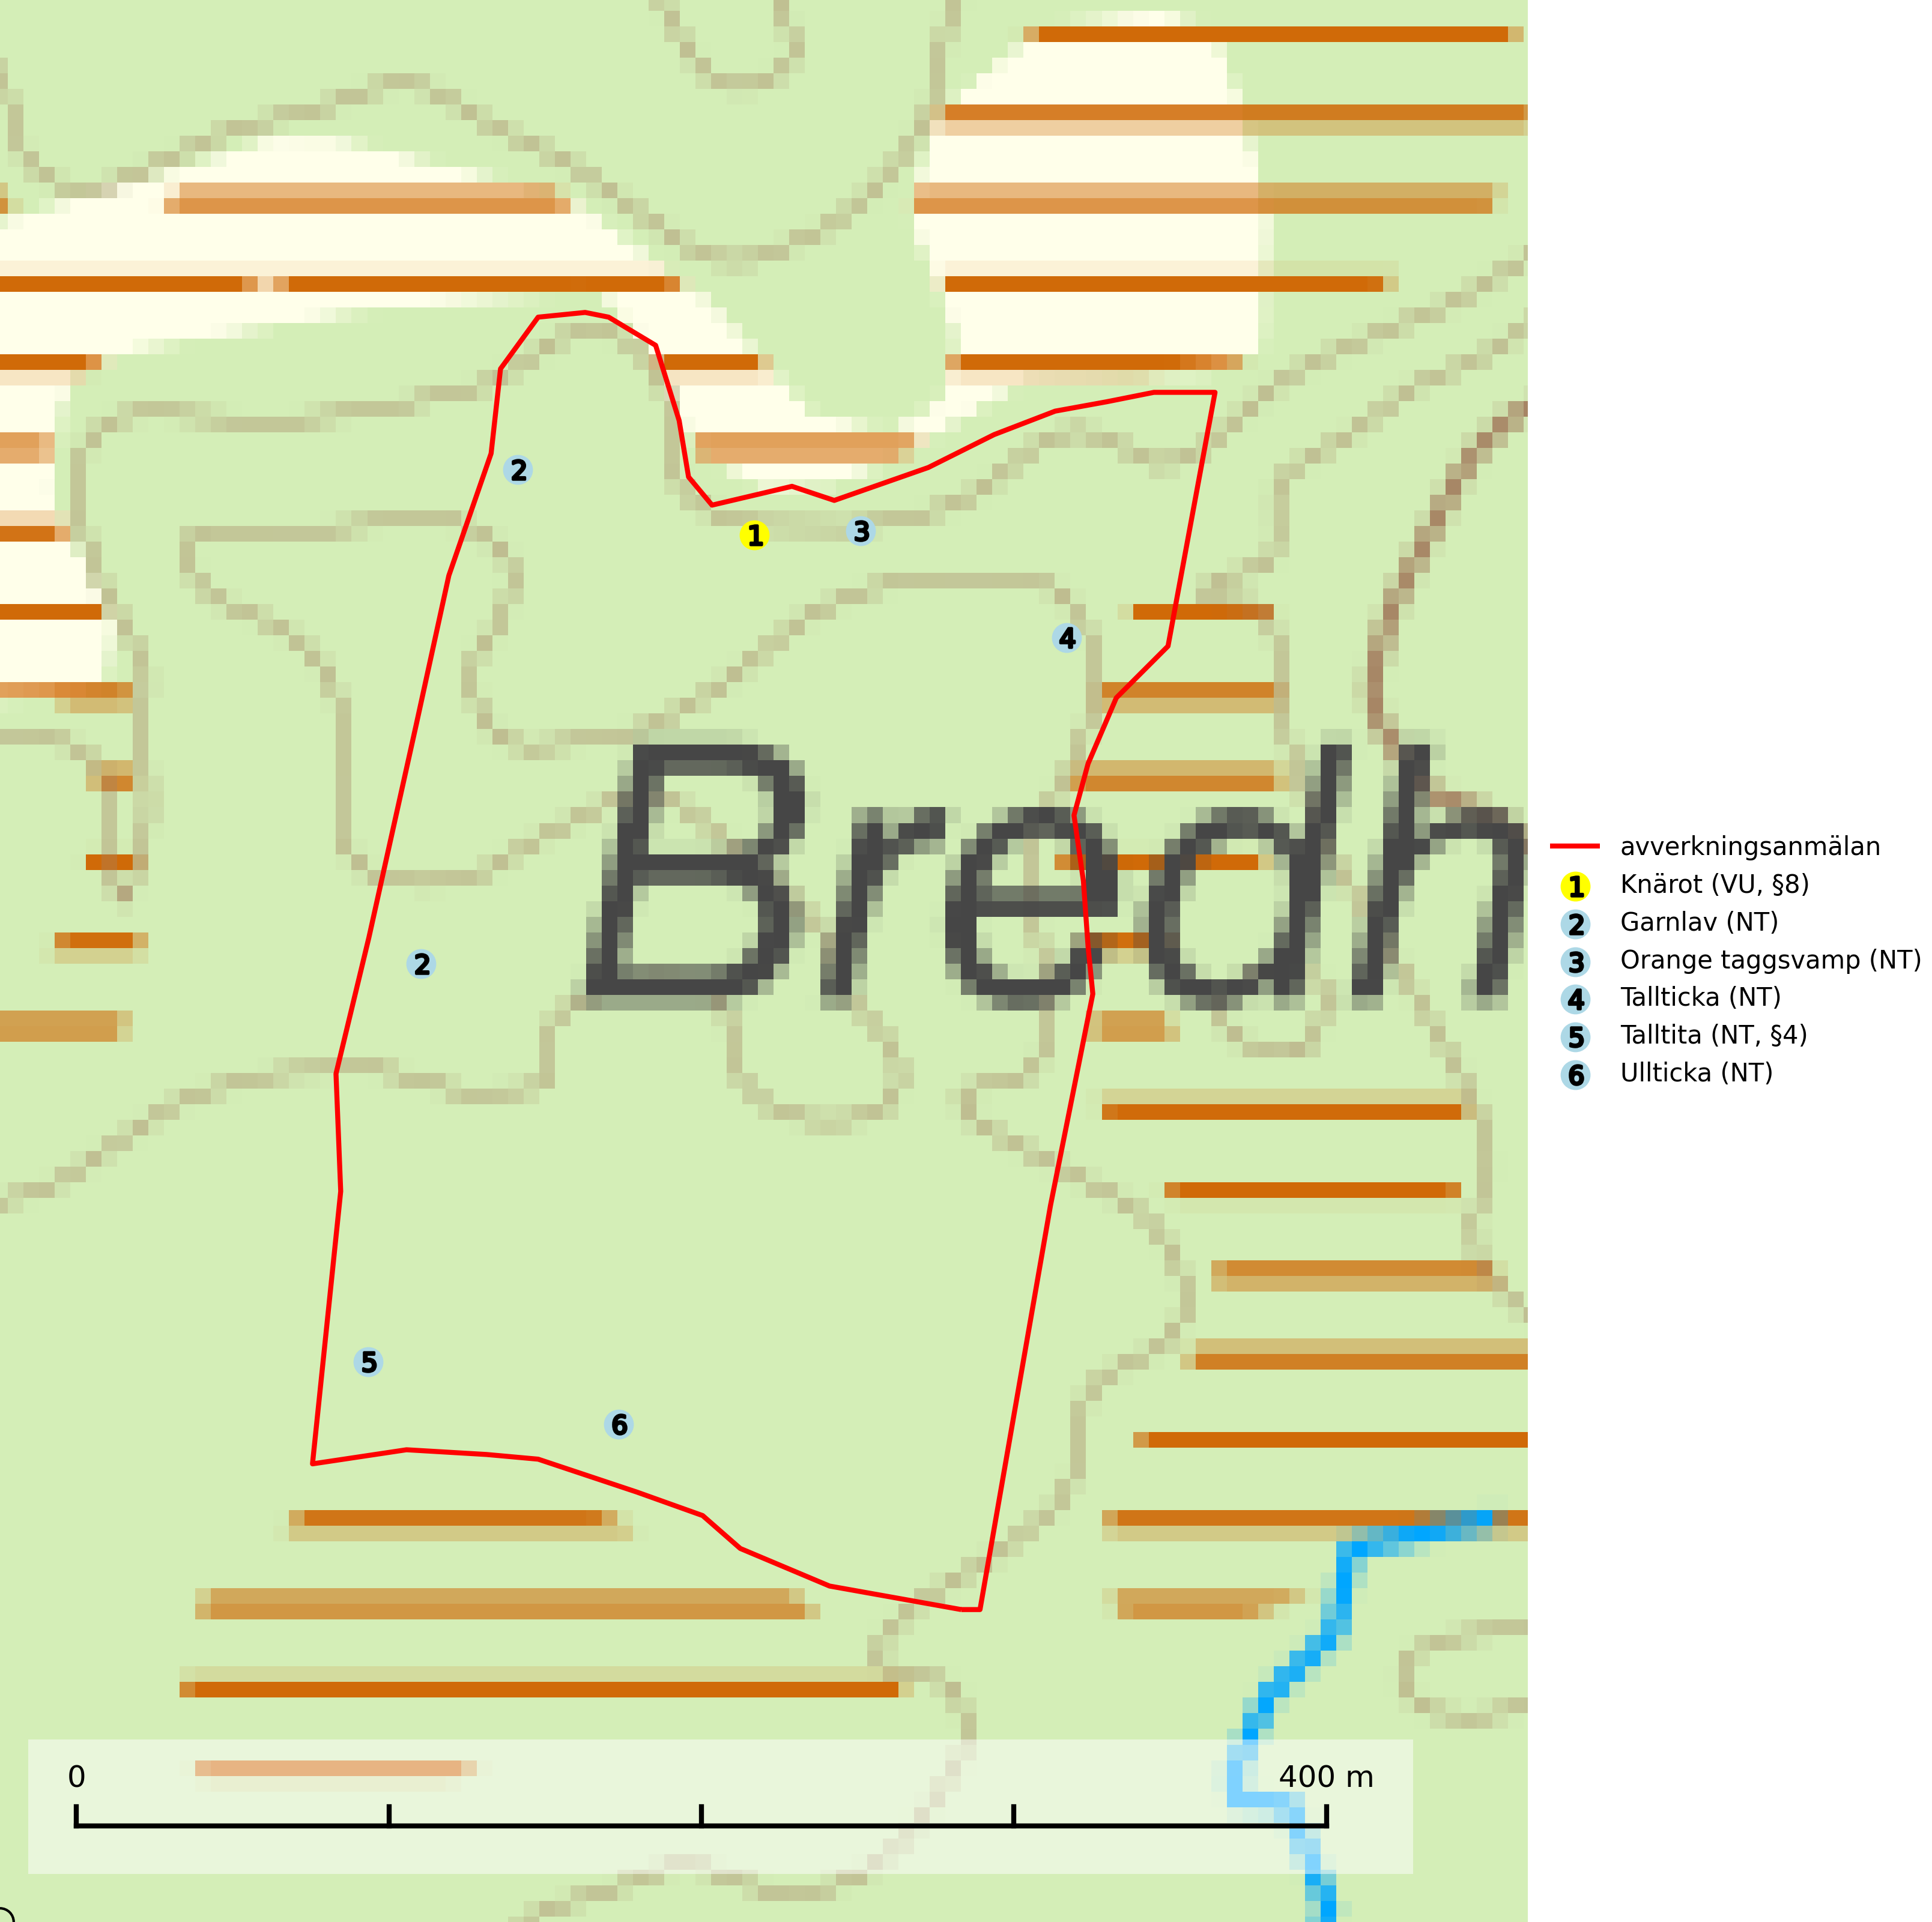 2
1
3
4
Bredh
2
5
6
0
400 m
avverkningsanmälan
1 Knärot (VU, §8)
2 Garnlav (NT)
3 Orange taggsvamp (NT)
4 Tallticka (NT)
5 Talltita (NT, §4)
6 Ullticka (NT)